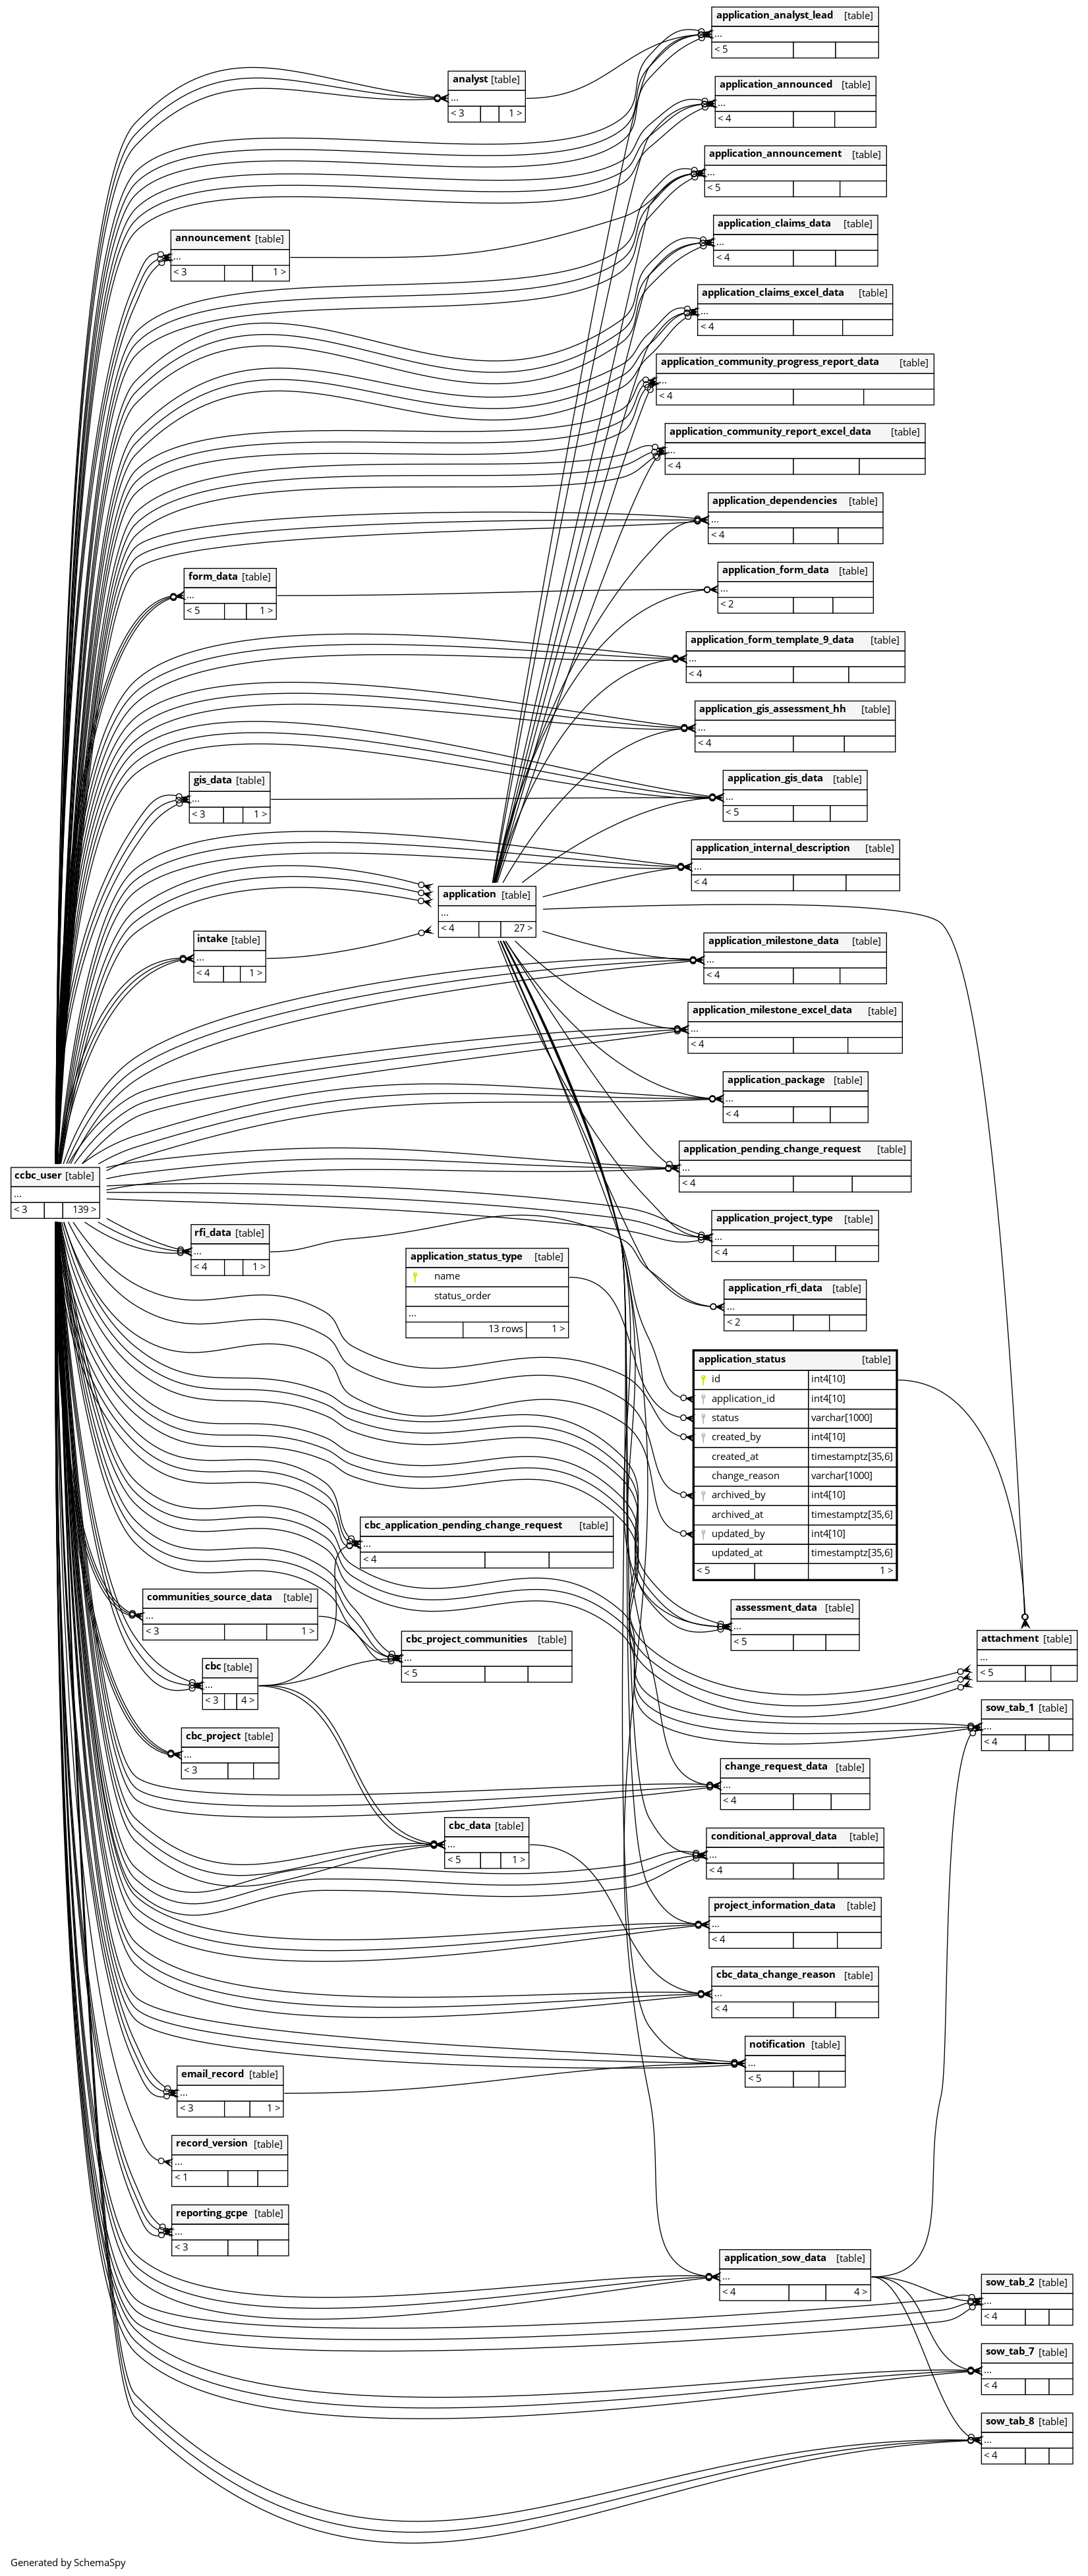 application_analyst_lead [table]
...
< 5
analyst [table]
...
< 3 1 >
application_announced [table]
...
< 4
application_announcement [table]
...
< 5
application_claims_data [table]
...
< 4
announcement [table]
...
< 3 1 >
application_claims_excel_data [table]
...
< 4
application_community_progress_report_data [table]
...
< 4
application_community_report_excel_data [table]
...
< 4
application_dependencies [table]
...
< 4
application_form_data [table]
...
< 2
form_data [table]
...
< 5 1 >
application_form_template_9_data [table]
...
< 4
application_gis_assessment_hh [table]
...
< 4
application_gis_data [table]
...
< 5
gis_data [table]
...
< 3 1 >
application_internal_description [table]
...
< 4
application [table]
...
< 4 27 >
intake [table]
...
< 4 1 >
application_milestone_data [table]
...
< 4
application_milestone_excel_data [table]
...
< 4
application_package [table]
...
< 4
application_pending_change_request [table]
...
< 4
ccbc_user [table]
...
< 3 139 >
application_project_type [table]
...
< 4
rfi_data [table]
...
< 4 1 >
application_status_type [table]
name
status_order
...
13 rows 1 >
application_rfi_data [table]
...
< 2
application_status [table]
id int4[10]
application_id int4[10]
status varchar[1000]
created_by int4[10]
created_at timestamptz[35,6]
change_reason varchar[1000]
archived_by int4[10]
archived_at timestamptz[35,6]
updated_by int4[10]
updated_at timestamptz[35,6]
< 5 1 >
cbc_application_pending_change_request [table]
...
< 4
communities_source_data [table]
...
< 3 1 >
assessment_data [table]
...
< 5
cbc_project_communities [table]
...
< 5
attachment [table]
...
< 5
cbc [table]
...
< 3 4 >
sow_tab_1 [table]
...
< 4
cbc_project [table]
...
< 3
change_request_data [table]
...
< 4
cbc_data [table]
...
< 5 1 >
conditional_approval_data [table]
...
< 4
project_information_data [table]
...
< 4
cbc_data_change_reason [table]
...
< 4
notification [table]
...
< 5
email_record [table]
...
< 3 1 >
record_version [table]
...
< 1
reporting_gcpe [table]
...
< 3
application_sow_data [table]
...
< 4 4 >
sow_tab_2 [table]
...
< 4
sow_tab_7 [table]
...
< 4
sow_tab_8 [table]
...
< 4
Generated by SchemaSpy